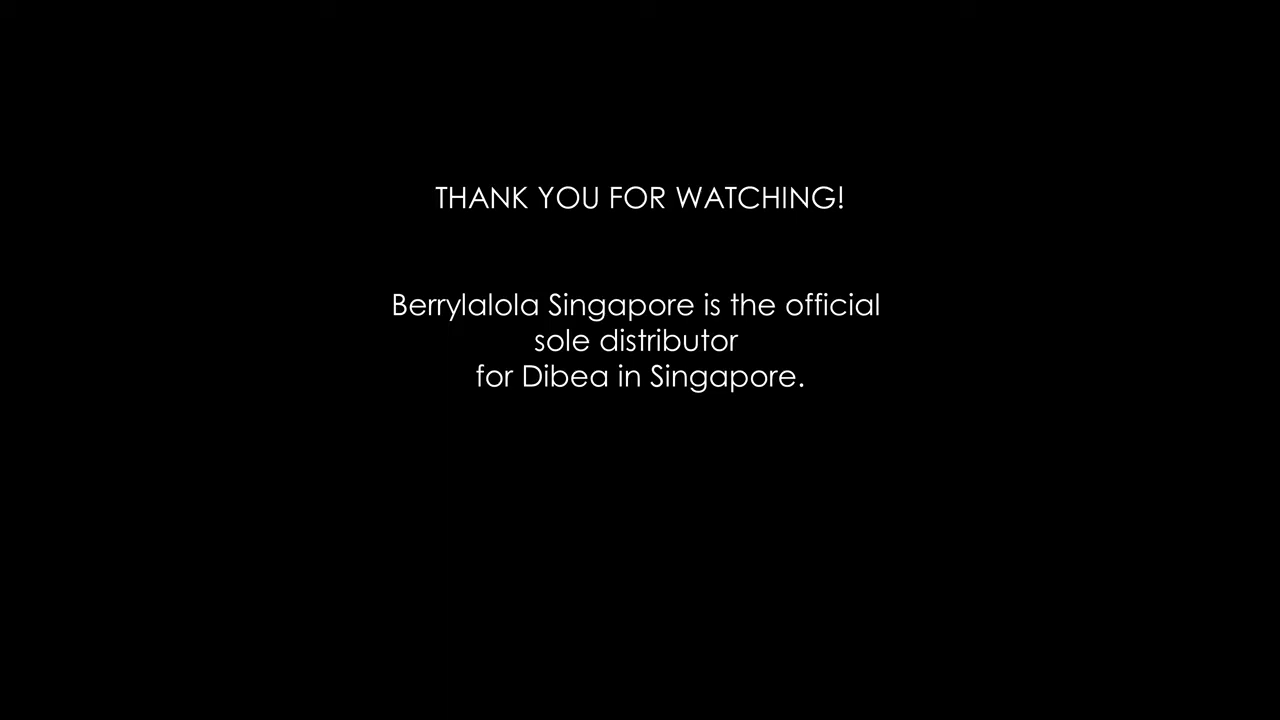 THANK YOU FOR WATCHING!
Berrylalola Singapore is the official
sole distributor
for Dibea in Singapore.